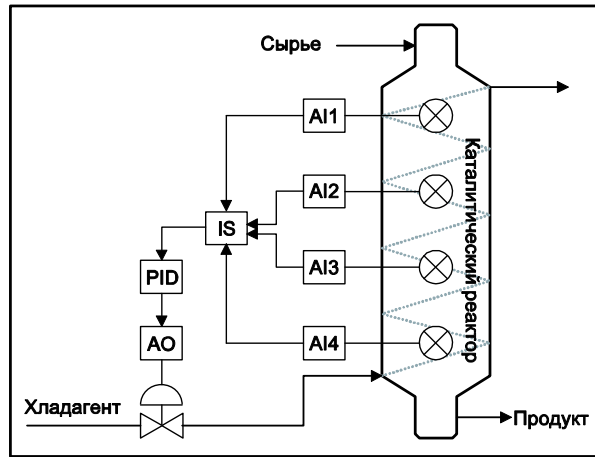 Сырье
AI1
AI2
IS
AI3
PID
AO
AI4
Каталитический реактор
Хладагент
Продукт